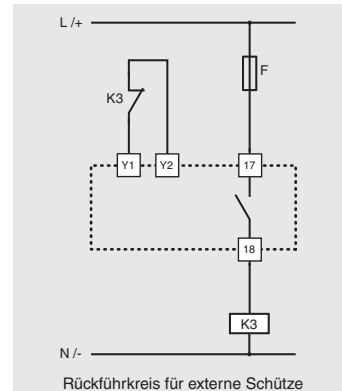 L /+
F
K3
Y1
Y2
17
18
K3
N /-
Rückführkreis für externe Schütze